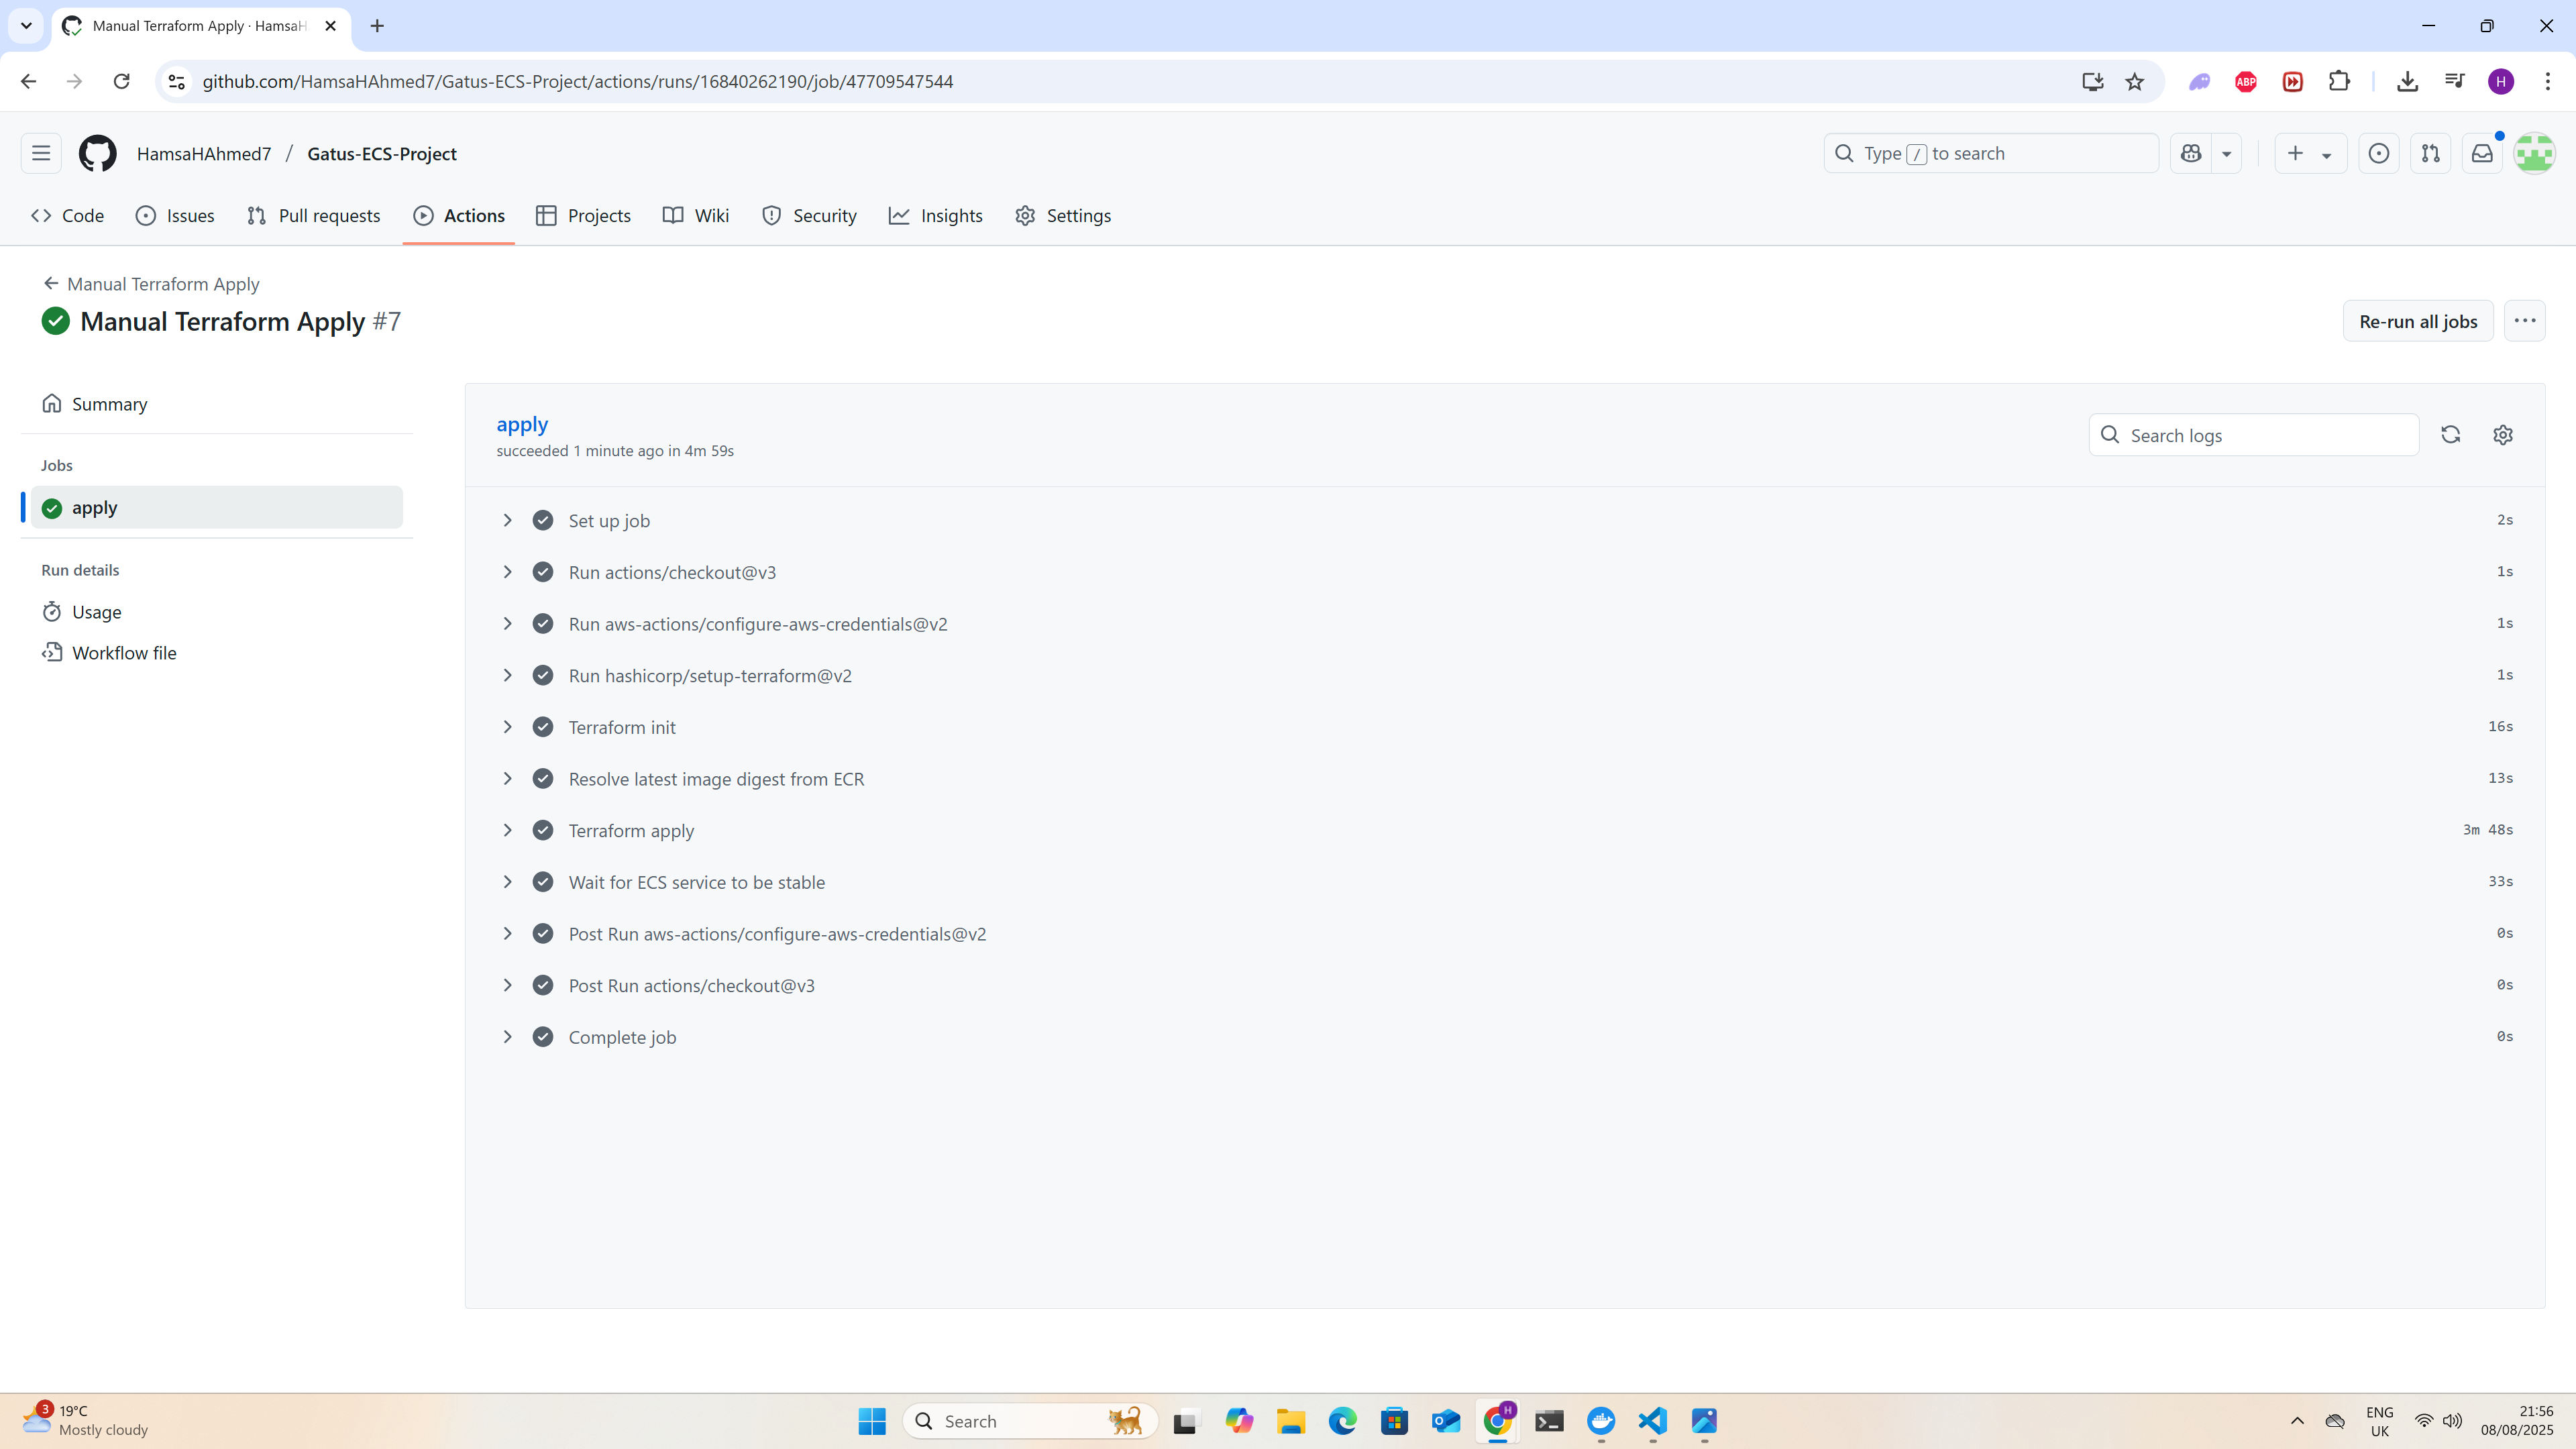 Manual Terraform Apply · HamsaH
github.com/HamsaHAhmed7/Gatus-ECS-Project/actions/runs/16840262190/job/47709547544
ABP
H
HamsaHAhmed7 / Gatus-ECS-Project
Type / to search
Code
Issues
Pull requests
Actions
Projects
Wiki
Security
Insights
Settings
Manual Terraform Apply
Manual Terraform Apply #7
Re-run all jobs
Summary
Jobs
apply
Run details
Usage
Workflow file
apply
succeeded 1 minute ago in 4m 59s
Search logs
Set up job 2s
Run actions/checkout@v3 1s
Run aws-actions/configure-aws-credentials@v2 1s
Run hashicorp/setup-terraform@v2 1s
Terraform init 16s
Resolve latest image digest from ECR 13s
Terraform apply 3m 48s
Wait for ECS service to be stable 33s
Post Run aws-actions/configure-aws-credentials@v2 0s
Post Run actions/checkout@v3 0s
Complete job 0s
3
19°C
Mostly cloudy
Search
H
ENG
UK
21:56
08/08/2025